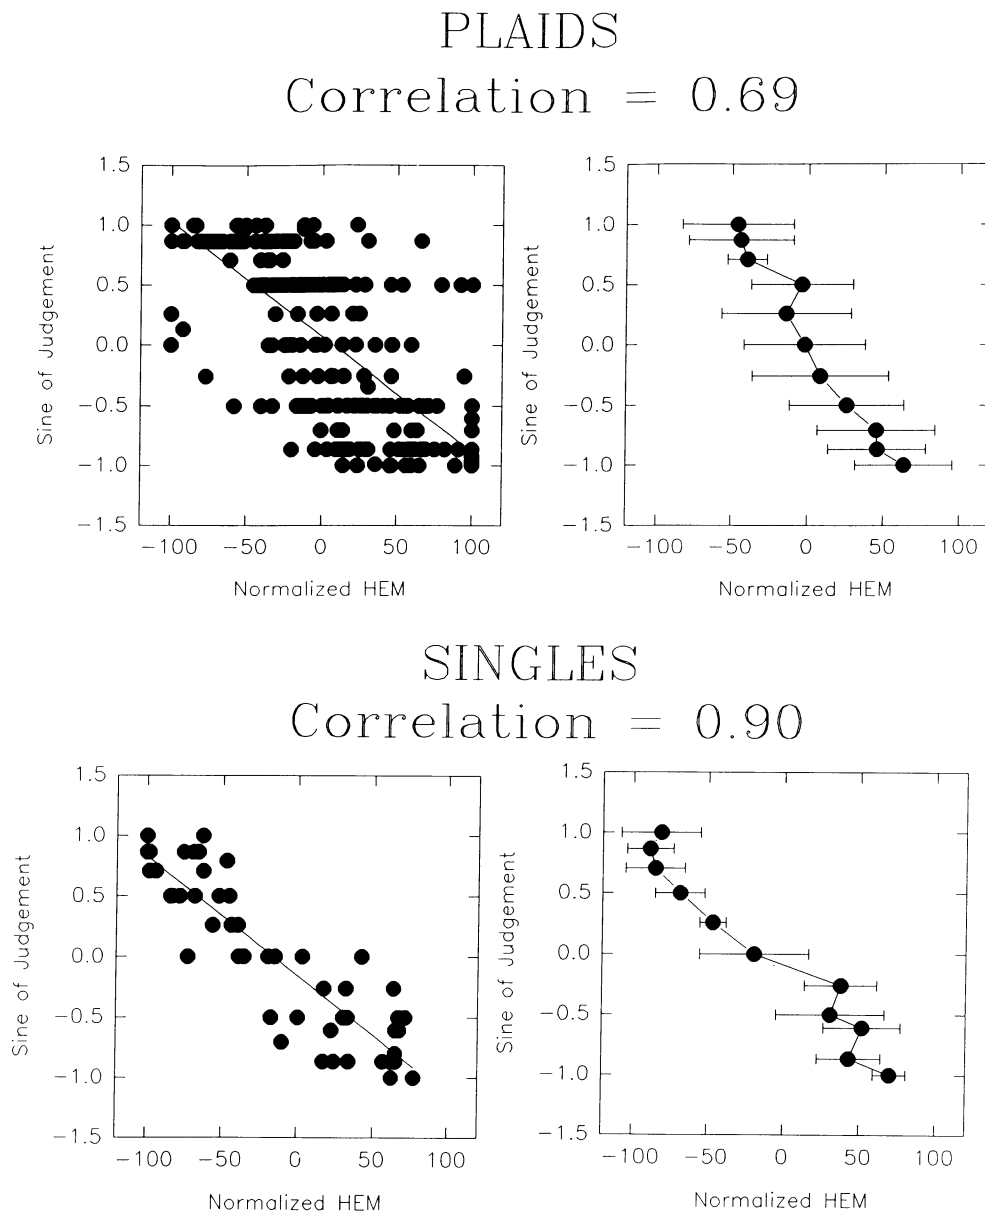 PLAIDS
Correlation = 0.69
1.5
1.0
0.5
0.0
−0.5
−1.0
−1.5
Sine of Judgement
−100 −50 0 50 100
Normalized HEM
1.5
1.0
0.5
0.0
−0.5
−1.0
−1.5
Sine of Judgement
−100 −50 0 50 100
Normalized HEM
SINGLES
Correlation = 0.90
1.5
1.0
0.5
0.0
−0.5
−1.0
−1.5
Sine of Judgement
−100 −50 0 50 100
Normalized HEM
1.5
1.0
0.5
0.0
−0.5
−1.0
−1.5
Sine of Judgement
−100 −50 0 50 100
Normalized HEM